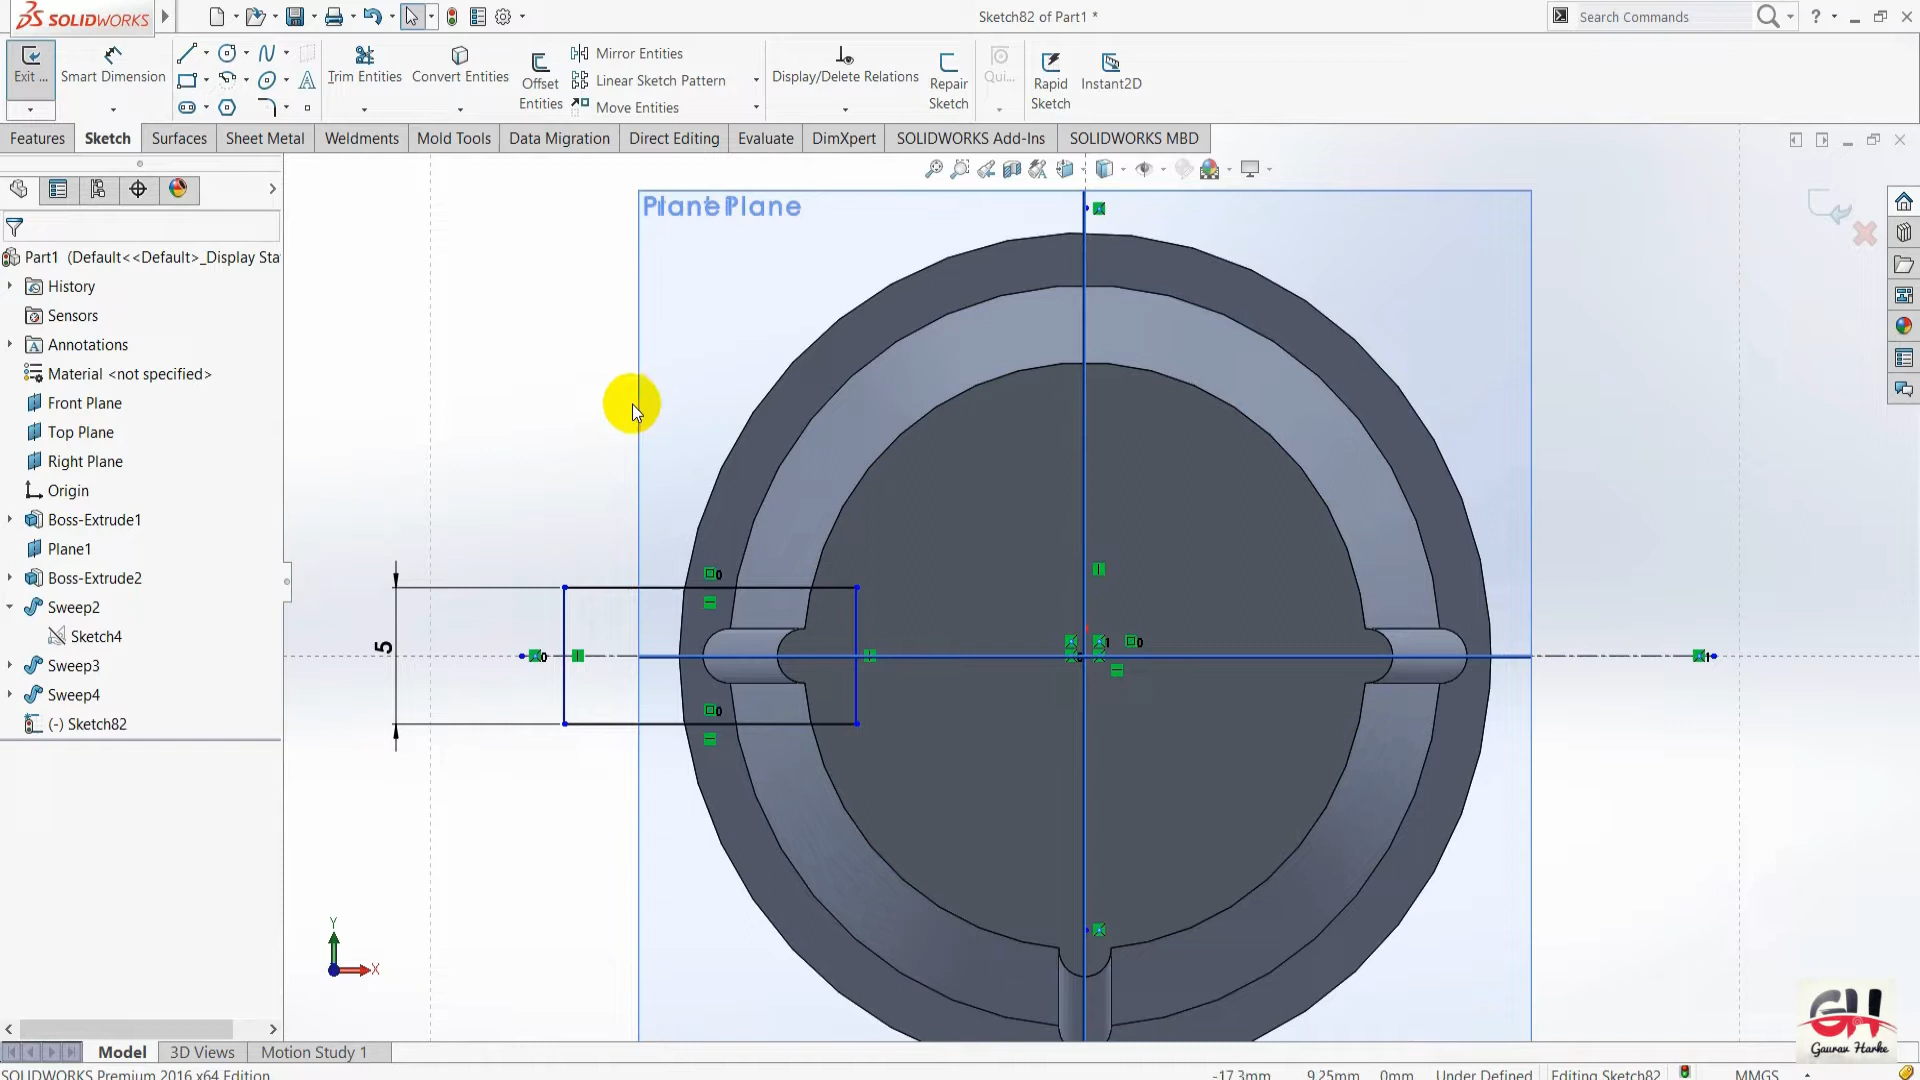 SOLIDWORKS
Sketch82 of Part1 *
Search Commands
Exit ...
Smart Dimension
Trim Entities
Convert Entities
Offset
Entities
Mirror Entities
Linear Sketch Pattern
Move Entities
Display/Delete Relations
Repair
Sketch
Qui...
Rapid
Sketch
Instant2D
Features
Sketch
Surfaces
Sheet Metal
Weldments
Mold Tools
Data Migration
Direct Editing
Evaluate
DimXpert
SOLIDWORKS Add-Ins
SOLIDWORKS MBD
Part1 (Default<<Default>_Display Sta
History
Sensors
Annotations
Material <not specified>
Front Plane
Top Plane
Right Plane
Origin
Boss-Extrude1
Plane1
Boss-Extrude2
Sweep2
Sketch4
Sweep3
Sweep4
(-) Sketch82
Plane
5
Y
X
GH
Gaurav Harke
Model
3D Views
Motion Study 1
SOLIDWORKS Premium 2016 x64 Edition
-17.3mm
9.25mm
0mm
Under Defined
Editing Sketch82
MMGS